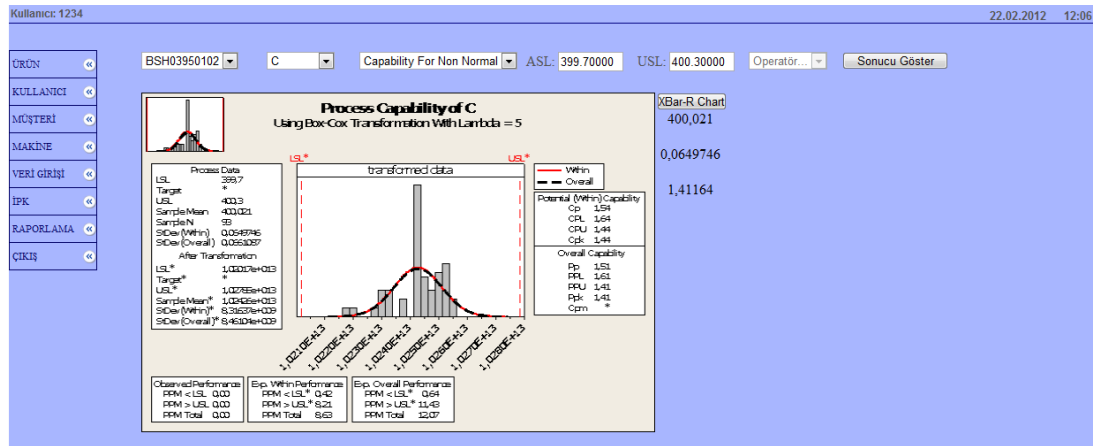 Kullanici: 1234
22.02.2012 12:06
ÜRÜN
KULLANICI
MÜŞTERİ
MAKİNE
VERİ GİRİŞİ
İPK
RAPORLAMA
ÇIKIŞ
BSH03950102
C
Capability For Non Normal
ASL: 399.70000
USL: 400.30000
Operatör...
Sonucu Göster
Process Capability of C
Using Box-Cox Transformation With Lambda = 5
XBar-R Chart
400,021
0,0649746
1,41164
LSL*
USL*
transformed data
Within
Overall
Process Data
LSL 399,7
Target *
USL 400,3
Sample Mean 400,021
Sample N 93
StDev(Within) 0,0649746
StDev(Overall) 0,0661087
After Transformation
LSL* 1,02017e+013
Target* *
USL* 1,02785e+013
Sample Mean* 1,02426e+013
StDev(Within)* 8,31637e+009
StDev(Overall)* 8,46104e+009
Potential (Within) Capability
Cp 1,54
CPL 1,64
CPU 1,44
Cpk 1,44
Overall Capability
Pp 1,51
PPL 1,61
PPU 1,41
Ppk 1,41
Cpm *
1,0210E+13
1,0220E+13
1,0230E+13
1,0240E+13
1,0250E+13
1,0260E+13
1,0270E+13
1,0280E+13
Observed Performance
PPM < LSL 0,00
PPM > USL 0,00
PPM Total 0,00
Exp. Within Performance
PPM < LSL* 0,42
PPM > USL* 8,21
PPM Total 8,63
Exp. Overall Performance
PPM < LSL* 0,64
PPM > USL* 11,43
PPM Total 12,07